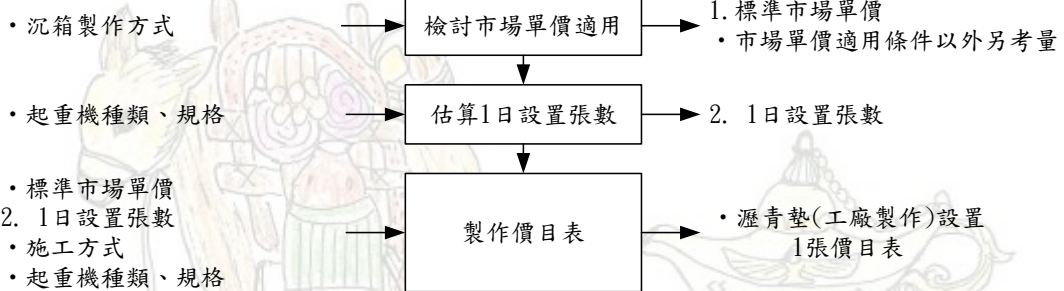 ・沉箱製作方式
檢討市場單價適用
1.標準市場單價
・市場單價適用條件以外另考量
・起重機種類、規格
估算1日設置張數
2. 1日設置張數
・標準市場單價
2. 1日設置張數
・施工方式
・起重機種類、規格
製作價目表
・瀝青墊(工廠製作)設置
1張價目表